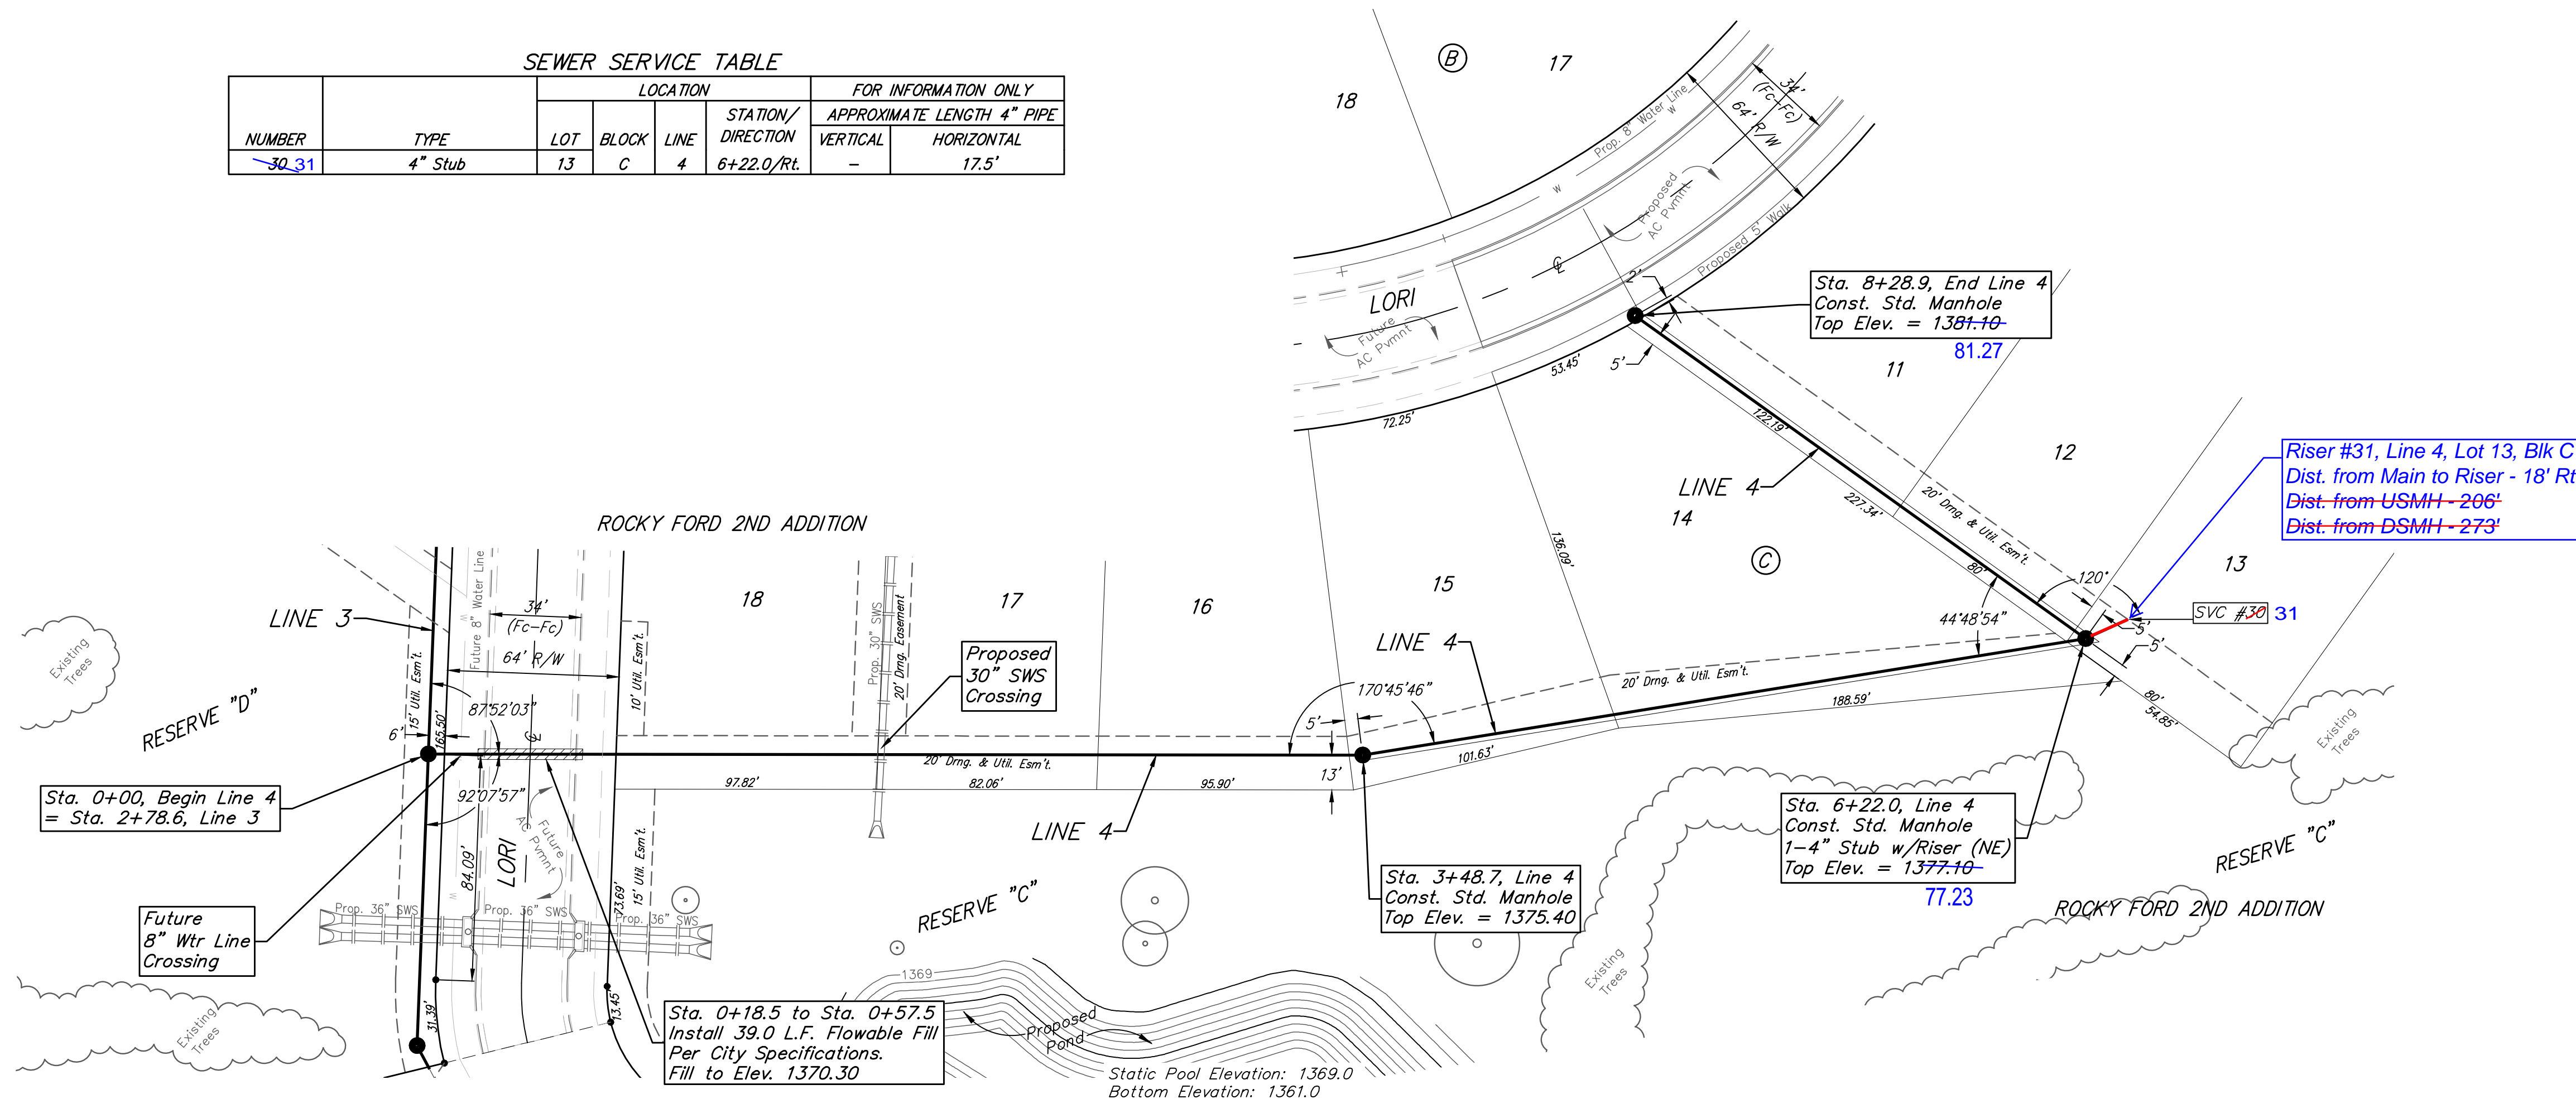 SEWER SERVICE TABLE
LOCATION
FOR INFORMATION ONLY
NUMBER
TYPE
LOT
BLOCK
LINE
STATION/
DIRECTION
APPROXIMATE LENGTH 4" PIPE
VERTICAL
HORIZONTAL
30 31
4" Stub
13
C
4
6+22.0/Rt.
-
17.5'
18
B
17
34'
(Fc-Fc)
64' R/W
Prop. 8" Water Line
W
W
Proposed
AC Pvmnt
Proposed 5' Walk
℄
LORI
Future
AC Pvmnt
2'
5'
53.45'
72.25'
Sta. 8+28.9, End Line 4
Const. Std. Manhole
Top Elev. = 1381.10
81.27
11
12
122.19'
LINE 4
227.34'
20' Drng. & Util. Esm't.
14
136.09'
C
15
80'
120°
44°48'54"
13
Riser #31, Line 4, Lot 13, Blk C
Dist. from Main to Riser - 18' Rt
Dist. from USMH - 206'
Dist. from DSMH - 273'
SVC #30 31
5'
5'
80'
54.85'
Existing
Trees
ROCKY FORD 2ND ADDITION
LINE 3
Future 8" Water Line
W
34'
(Fc-Fc)
64' R/W
10' Util. Esm't.
15' Util. Esm't.
165.50'
87°52'03"
6'
℄
Existing
Trees
RESERVE "D"
18
Prop. 30" SWS
20' Drng. Easement
17
16
Proposed
30" SWS
Crossing
LINE 4
170°45'46"
5'
20' Drng. & Util. Esm't.
188.59'
101.63'
13'
20' Drng. & Util. Esm't.
97.82'
82.06'
95.90'
LINE 4
Sta. 0+00, Begin Line 4
= Sta. 2+78.6, Line 3
92°07'57"
84.09'
LORI
Future
AC Pvmnt
W
15' Util. Esm't.
73.69'
Prop. 36" SWS
Prop. 36" SWS
Prop. 36" SWS
Future
8" Wtr Line
Crossing
31.39'
13.45'
Existing
Trees
Sta. 0+18.5 to Sta. 0+57.5
Install 39.0 L.F. Flowable Fill
Per City Specifications.
Fill to Elev. 1370.30
RESERVE "C"
1369
Proposed
Pond
Static Pool Elevation: 1369.0
Bottom Elevation: 1361.0
Sta. 3+48.7, Line 4
Const. Std. Manhole
Top Elev. = 1375.40
Sta. 6+22.0, Line 4
Const. Std. Manhole
1-4" Stub w/Riser (NE)
Top Elev. = 1377.10
77.23
Existing
Trees
RESERVE "C"
ROCKY FORD 2ND ADDITION